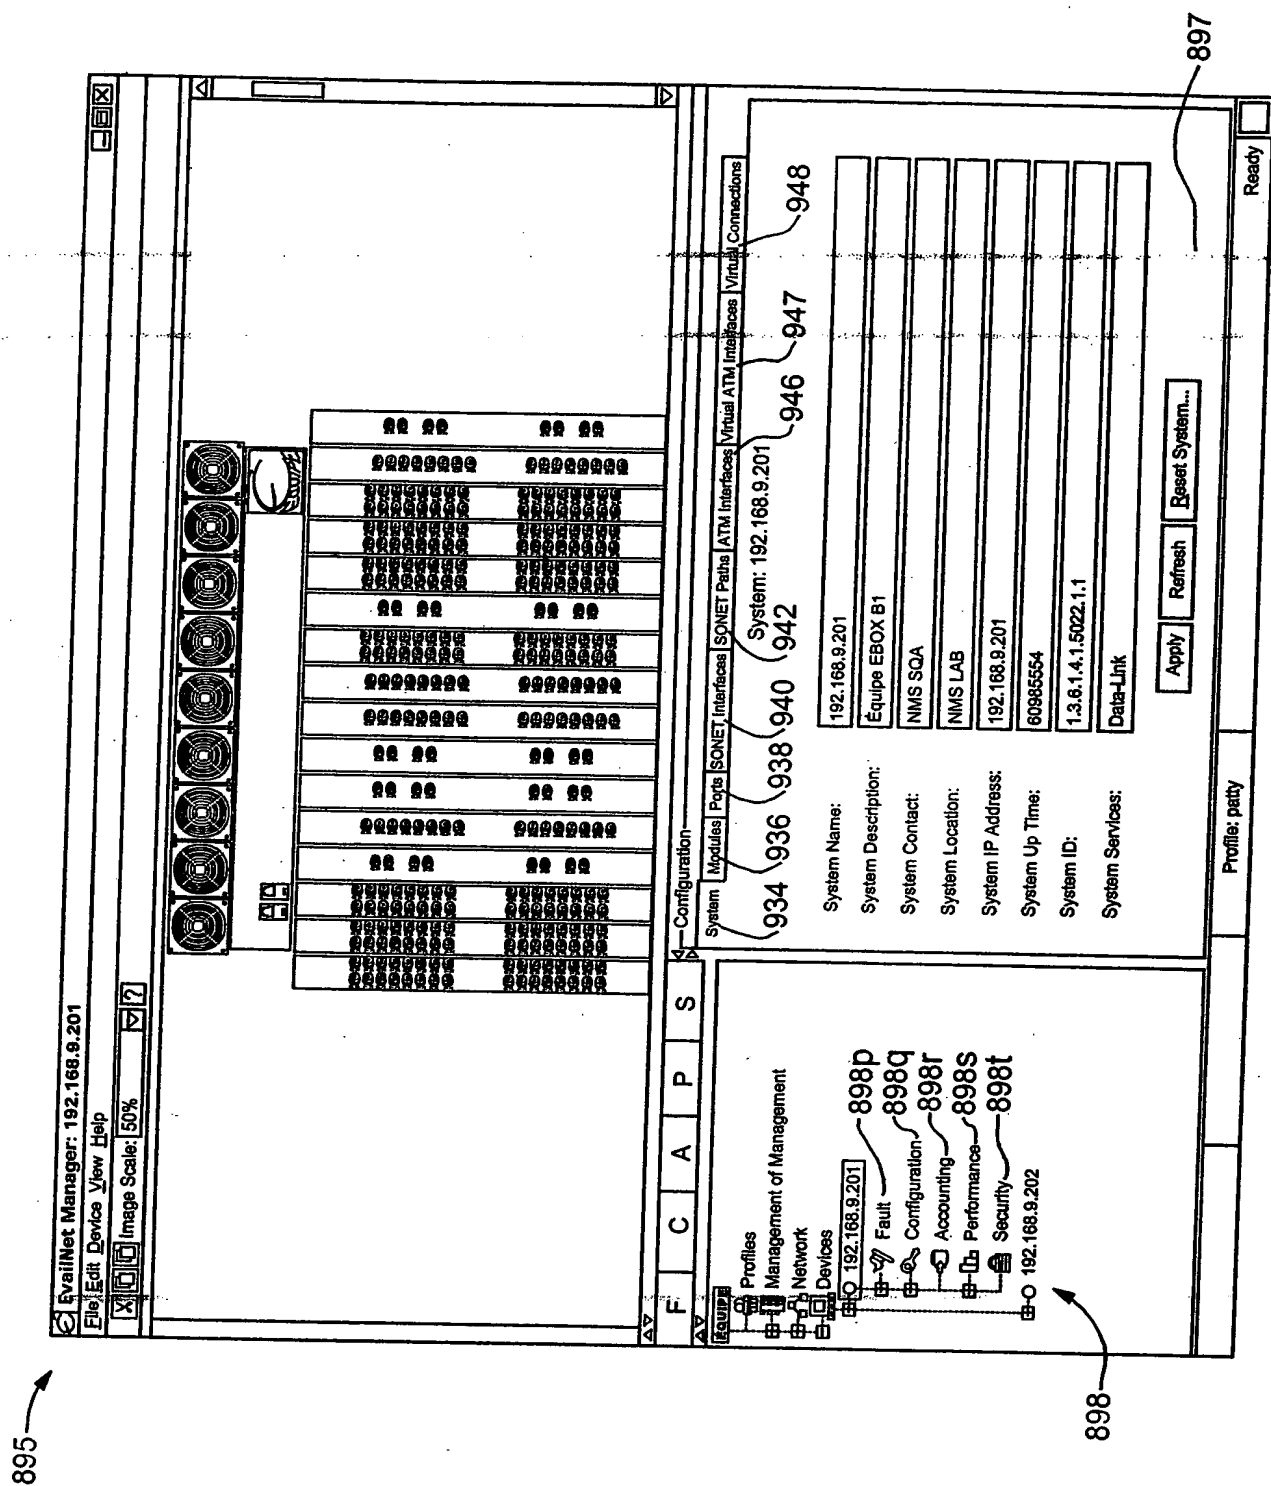 895
EvailNet Manager: 192.168.9.201
File Edit Device View Help
Image Scale: 50%
?
F C A P S
EQUIPE
Profiles
Management of Management
Network
Devices
192.168.9.201
Fault
898p
Configuration
898q
Accounting
898r
Performance
898s
Security
898t
192.168.9.202
898
Configuration
System Modules Ports SONET Interfaces SONET Paths ATM Interfaces Virtual ATM Interfaces Virtual Connections
934 936 938 940 942 946 947 948
System: 192.168.9.201
System Name: 192.168.9.201
System Description: Equipe EBOX B1
System Contact: NMS SQA
System Location: NMS LAB
System IP Address: 192.168.9.201
System Up Time: 60985554
System ID: 1.3.6.1.4.1.5022.1.1
System Services: Data-Link
Apply Refresh Reset System...
897
Profile: patty
Ready